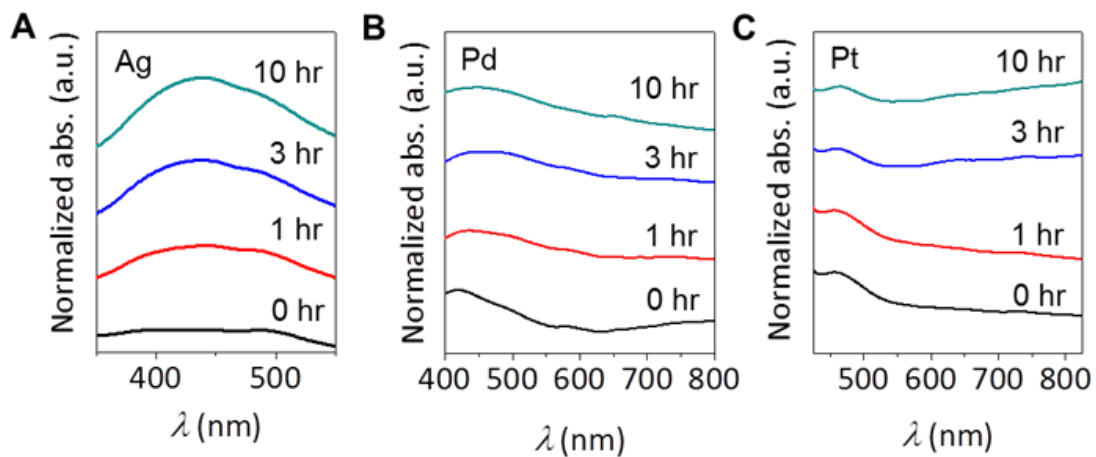 A
Normalized abs. (a.u.)
Ag
10 hr
3 hr
1 hr
0 hr
400 500
λ (nm)
B
Normalized abs. (a.u.)
Pd
10 hr
3 hr
1 hr
0 hr
400 500 600 700 800
λ (nm)
C
Normalized abs. (a.u.)
Pt
10 hr
3 hr
1 hr
0 hr
500 600 700 800
λ (nm)